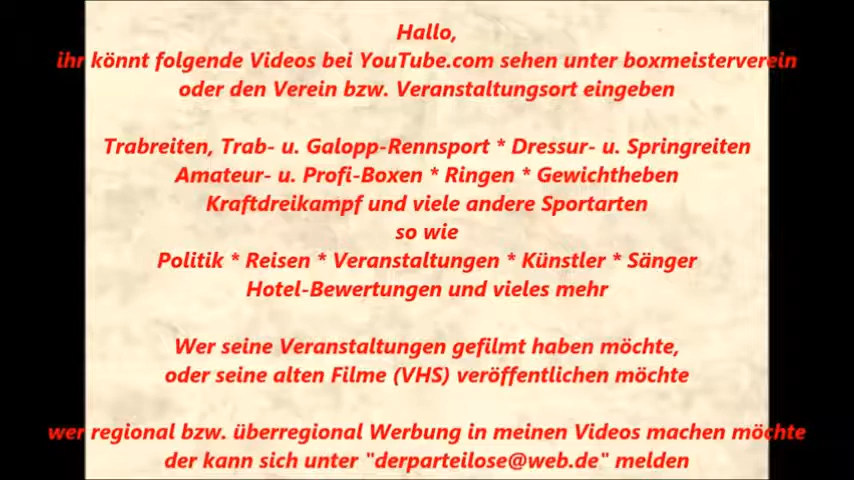 Hallo,
ihr könnt folgende Videos bei YouTube.com sehen unter boxmeisterverein
oder den Verein bzw. Veranstaltungsort eingeben
Trabreiten, Trab- u. Galopp-Rennsport * Dressur- u. Springreiten
Amateur- u. Profi-Boxen * Ringen * Gewichtheben
Kraftdreikampf und viele andere Sportarten
so wie
Politik * Reisen * Veranstaltungen * Künstler * Sänger
Hotel-Bewertungen und vieles mehr
Wer seine Veranstaltungen gefilmt haben möchte,
oder seine alten Filme (VHS) veröffentlichen möchte
wer regional bzw. überregional Werbung in meinen Videos machen möchte
der kann sich unter "derparteilose@web.de" melden